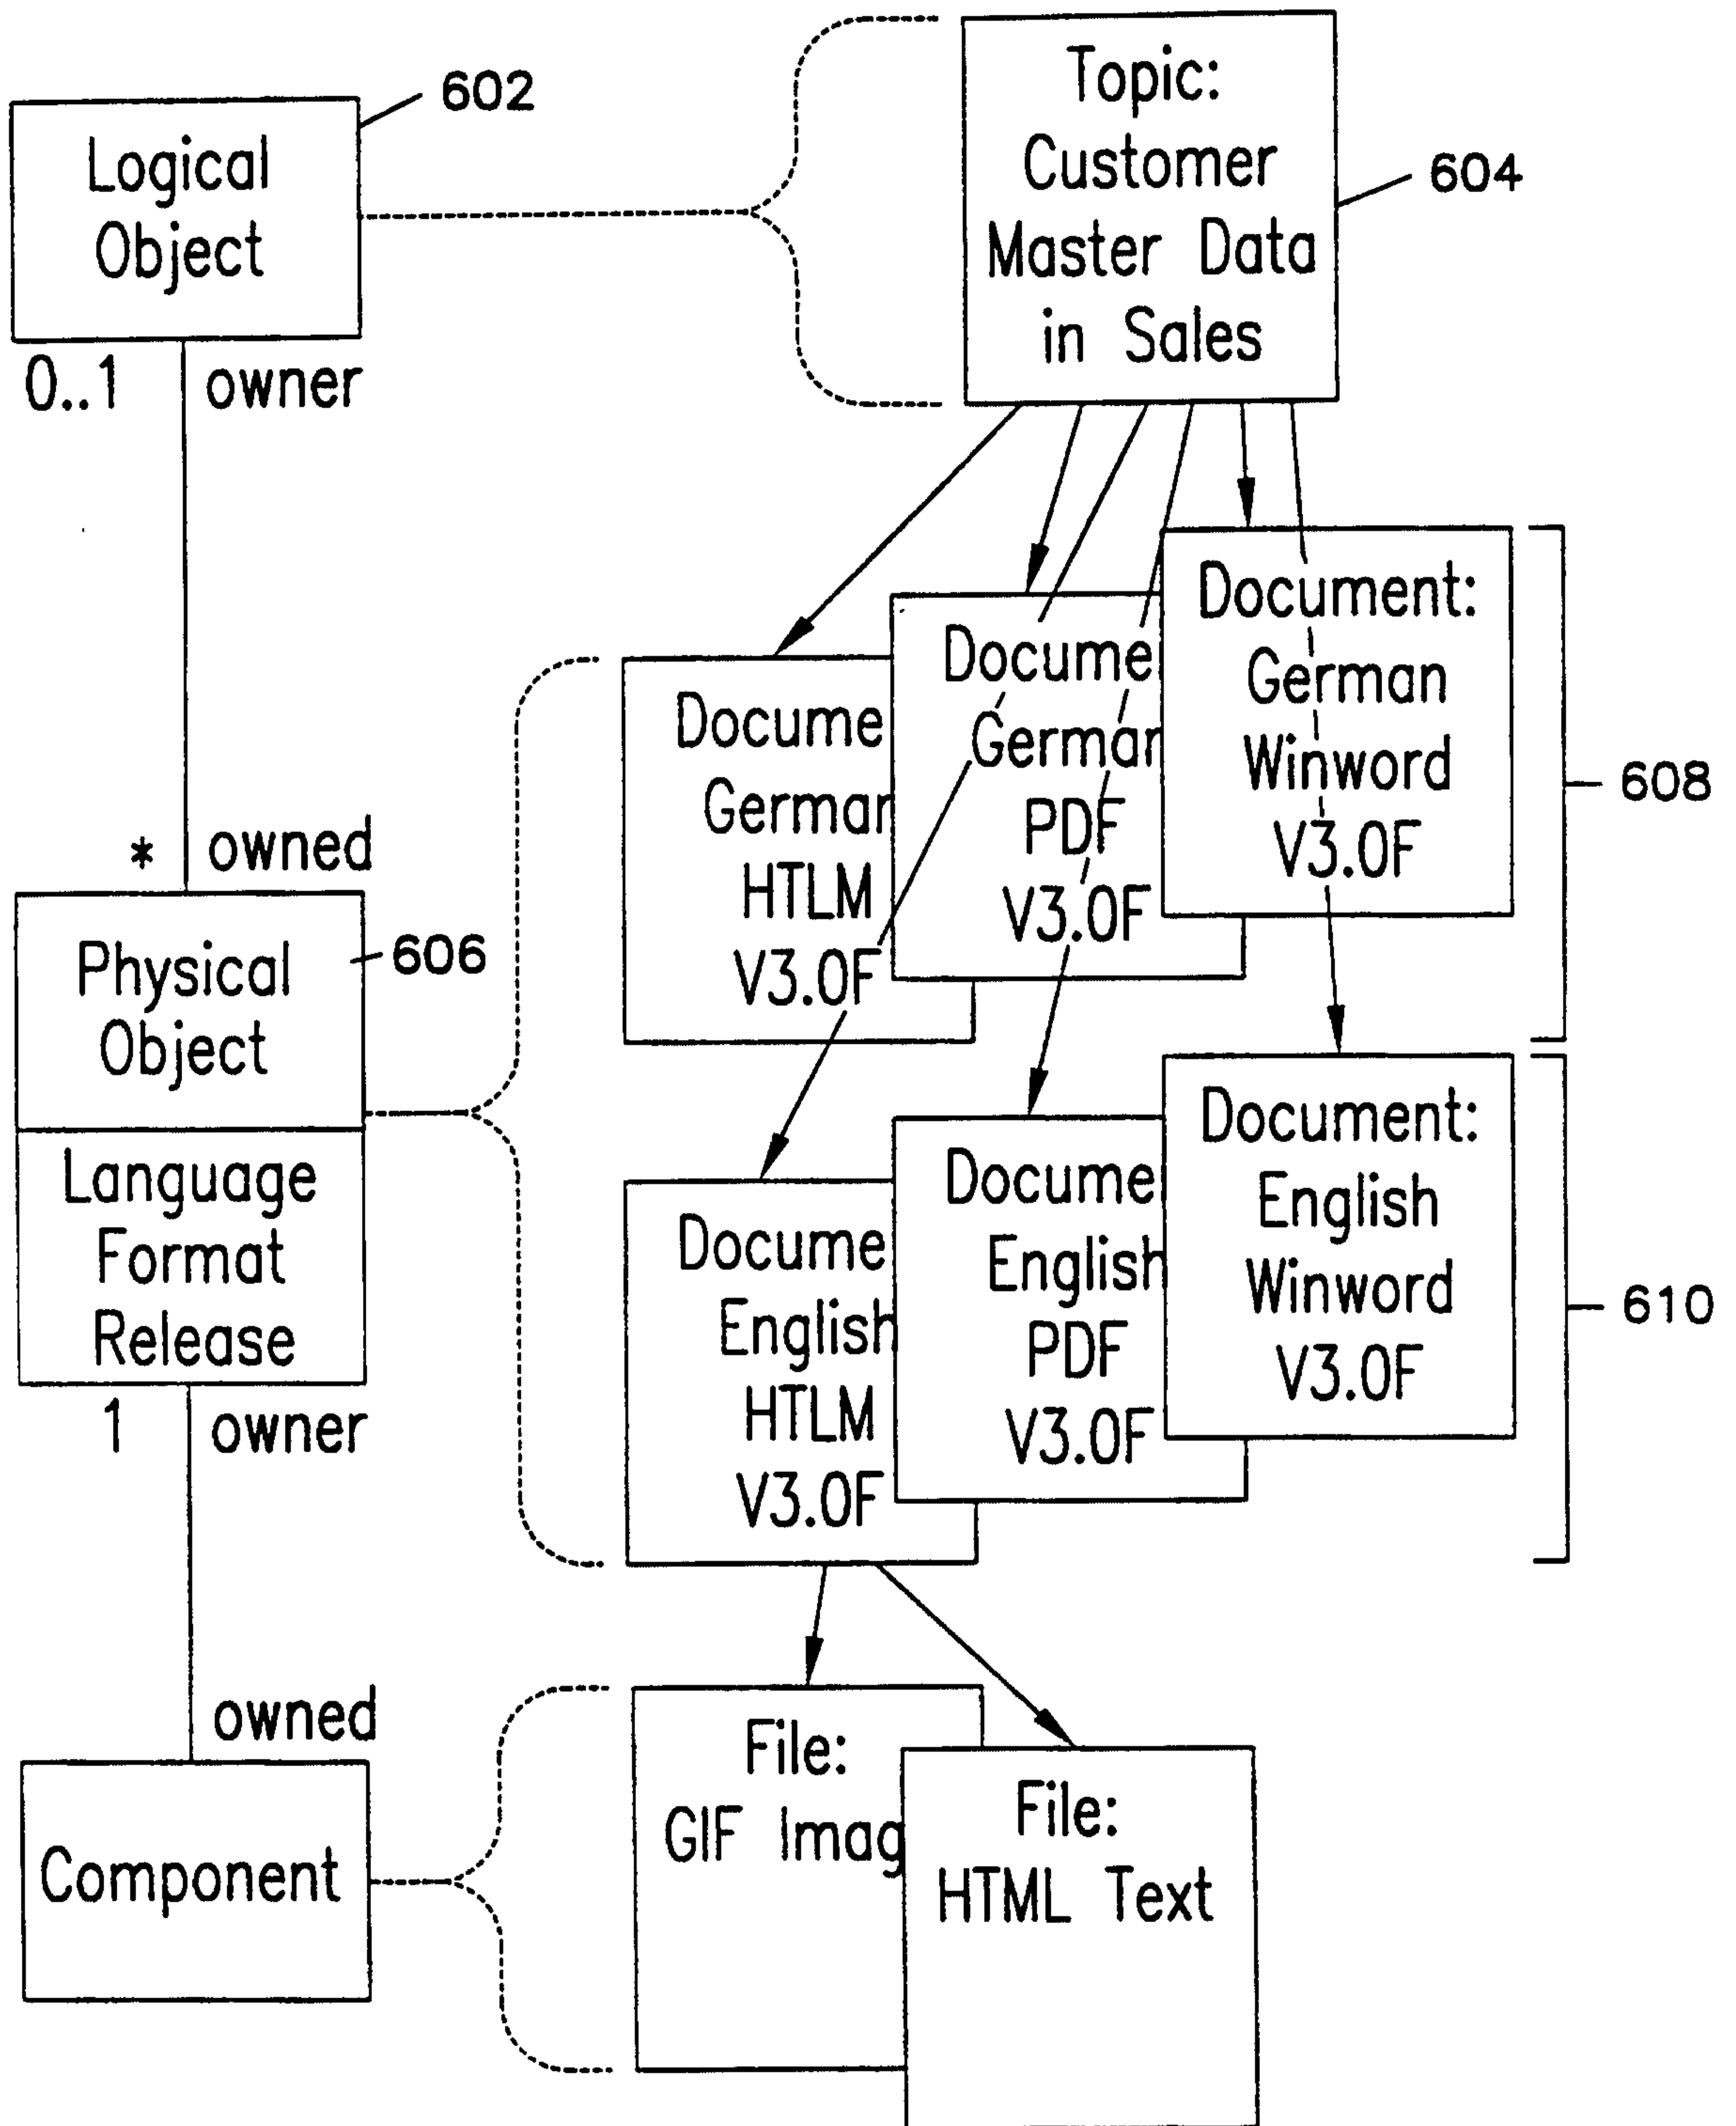 602
Logical
Object
0..1 owner
Topic:
Customer
Master Data
in Sales
604
* owned
Physical
Object
606
Language
Format
Release
1 owner
Docume
German
HTLM
V3.0F
Docume
German
PDF
V3.0F
Document:
German
Winword
V3.0F
608
Docume
English
HTLM
V3.0F
Docume
English
PDF
V3.0F
Document:
English
Winword
V3.0F
610
owned
Component
File:
GIF Imag
File:
HTML Text